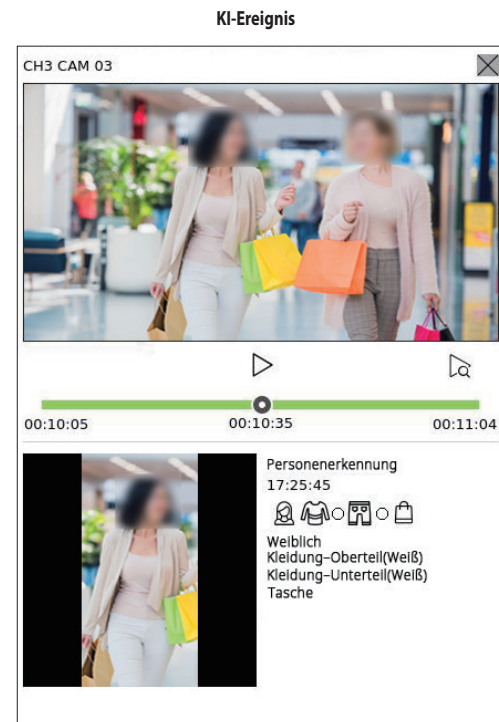 KI-Ereignis
CH3 CAM 03
00:10:05 00:10:35 00:11:04
Personenerkennung
17:25:45
Weiblich
Kleidung–Oberteil(Weiß)
Kleidung–Unterteil(Weiß)
Tasche